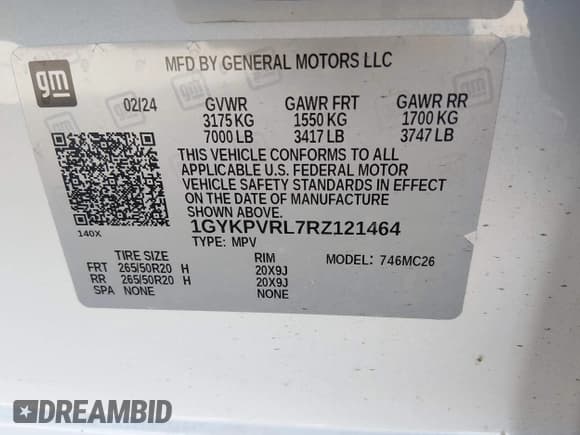 gm
MFD BY GENERAL MOTORS LLC
02/24 GVWR GAWR FRT GAWR RR
3175 KG 1550 KG 1700 KG
7000 LB 3417 LB 3747 LB
THIS VEHICLE CONFORMS TO ALL
APPLICABLE U.S. FEDERAL MOTOR
VEHICLE SAFETY STANDARDS IN EFFECT
ON THE DATE OF MANUFACTURE
SHOWN ABOVE.
140X
1GYKPVRL7RZ121464
TYPE: MPV
TIRE SIZE RIM MODEL: 746MC26
FRT 265/50R20 H 20X9J
RR 265/50R20 H 20X9J
SPA NONE NONE
DREAMBID